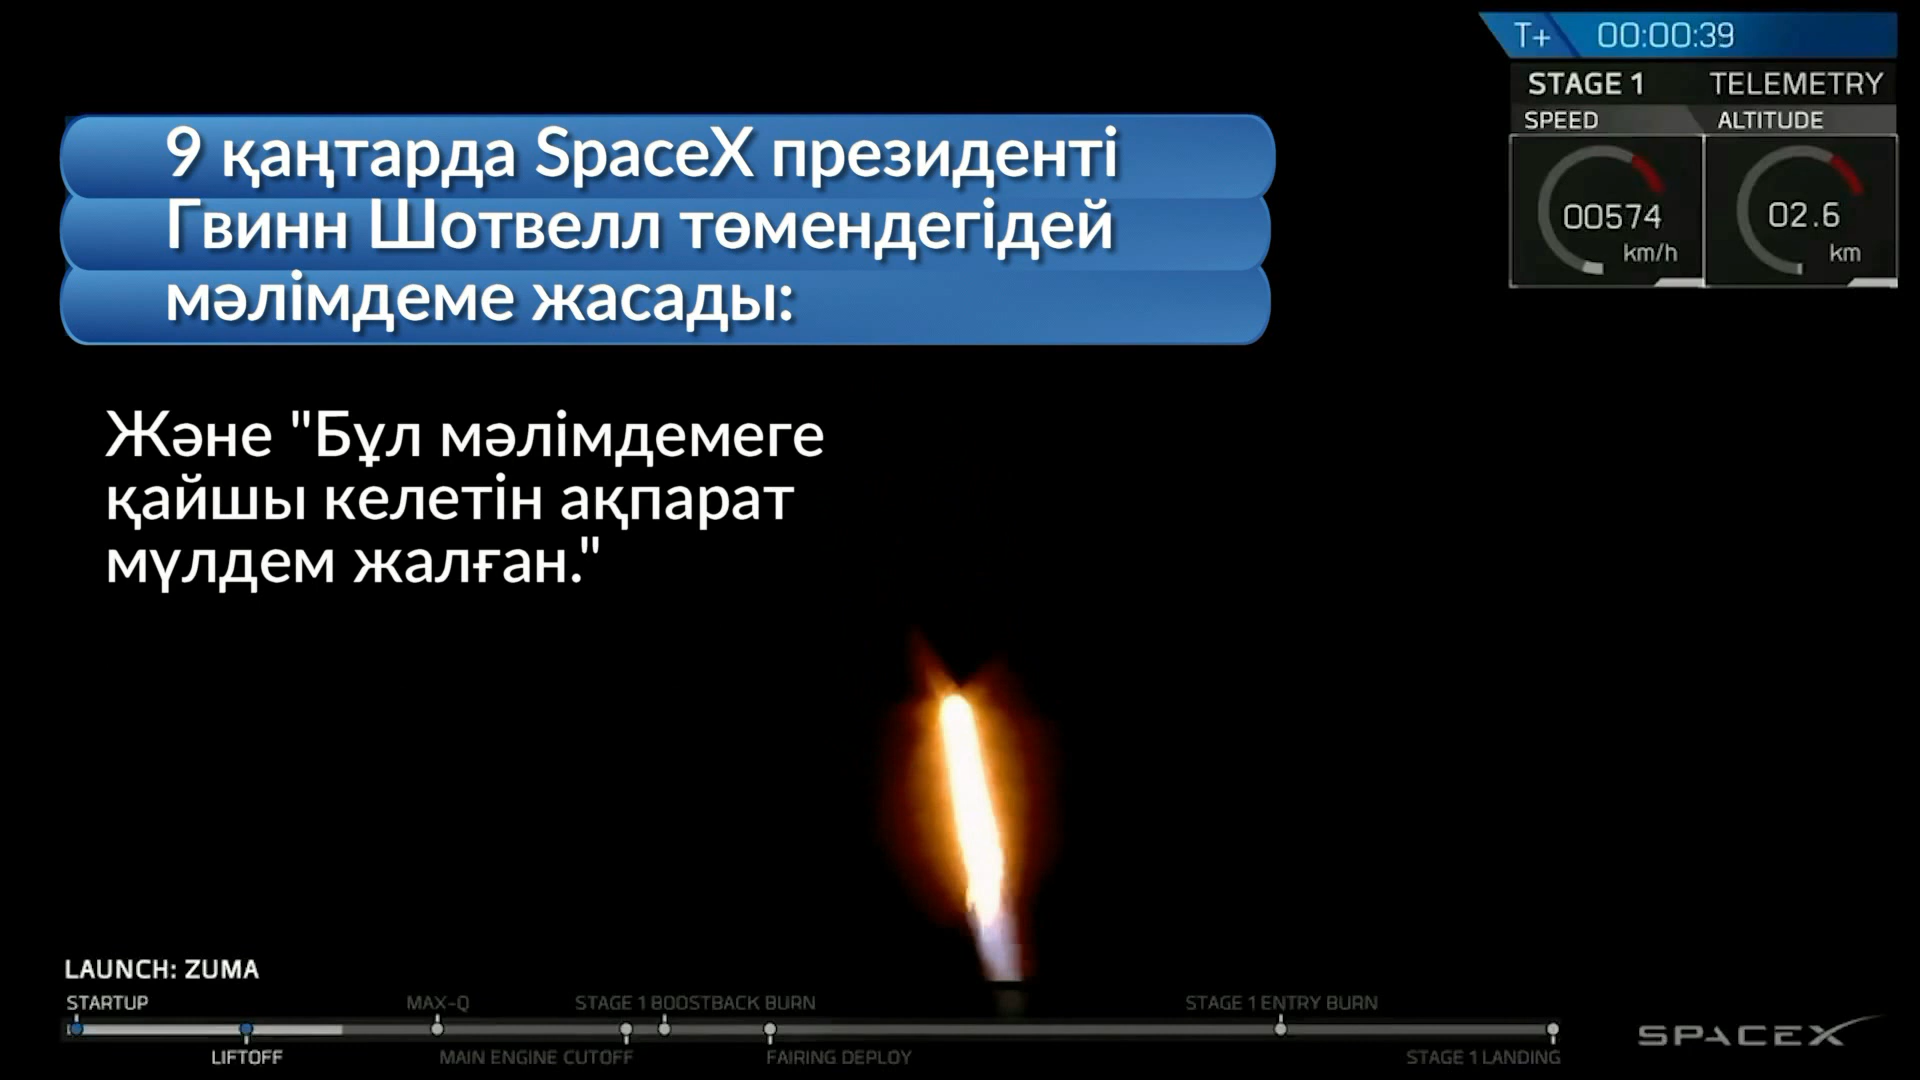 T+ 00:00:39
STAGE 1 TELEMETRY
SPEED ALTITUDE
00574 02.6
km/h km
9 қаңтарда SpaceX президенті
Гвинн Шотвелл төмендегідей
мәлімдеме жасады:
Және "Бұл мәлімдемеге
қайшы келетін ақпарат
мүлдем жалған."
LAUNCH: ZUMA
STARTUP MAX-Q STAGE 1 BOOSTBACK BURN STAGE 1 ENTRY BURN
LIFTOFF MAIN ENGINE CUTOFF FAIRING DEPLOY STAGE 1 LANDING
SPACEX